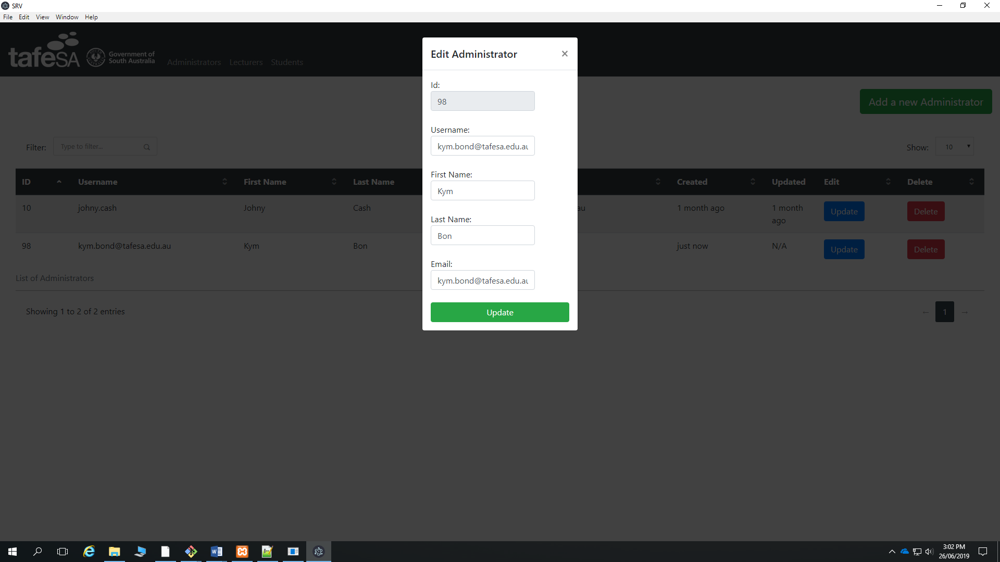 SRV
File Edit View Window Help
tafeSA
Government of
South Australia
Administrators Lecturers Students
Edit Administrator ×
Id:
98
Add a new Administrator
Username:
kym.bond@tafesa.edu.au
Filter: Type to filter...
Show: 10
First Name:
Kym
ID Username First Name Last Name Created Updated Edit Delete
10 johny.cash Johny Cash au 1 month ago 1 month ago Update Delete
Last Name:
Bon
98 kym.bond@tafesa.edu.au Kym Bon just now N/A Update Delete
Email:
kym.bond@tafesa.edu.au
List of Administrators
Update
Showing 1 to 2 of 2 entries
← 1 →
3:02 PM
26/06/2019